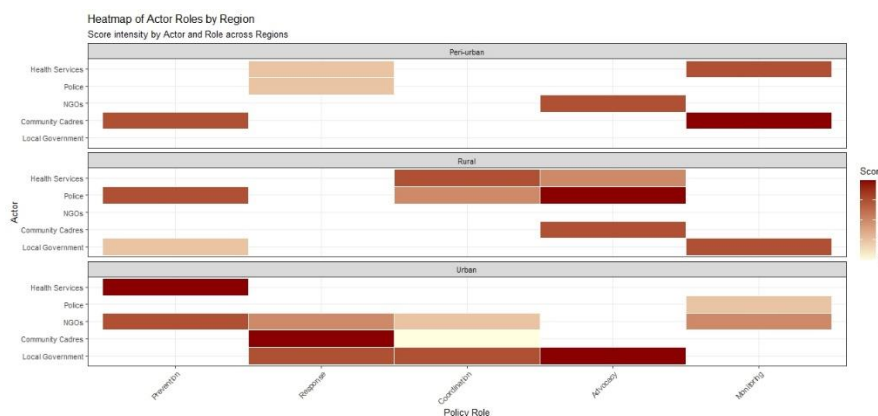 Heatmap of Actor Roles by Region
Score intensity by Actor and Role across Regions
Peri-urban
Health Services
Police
NGOs
Community Cadres
Local Government
Rural
Health Services
Police
NGOs
Community Cadres
Local Government
Urban
Health Services
Police
NGOs
Community Cadres
Local Government
Actor
Prevention
Response
Coordination
Advocacy
Monitoring
Policy Role
Scor